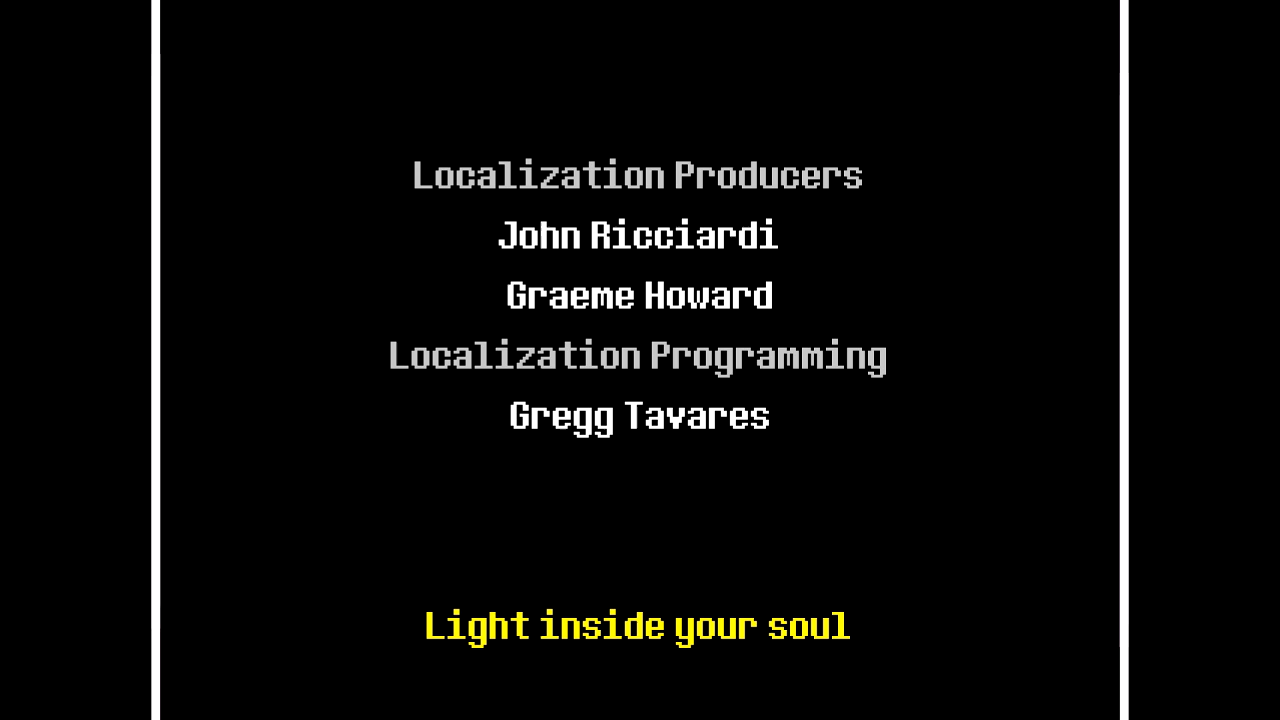 Localization Producers
John Ricciardi
Graeme Howard
Localization Programming
Gregg Tavares
Light inside your soul